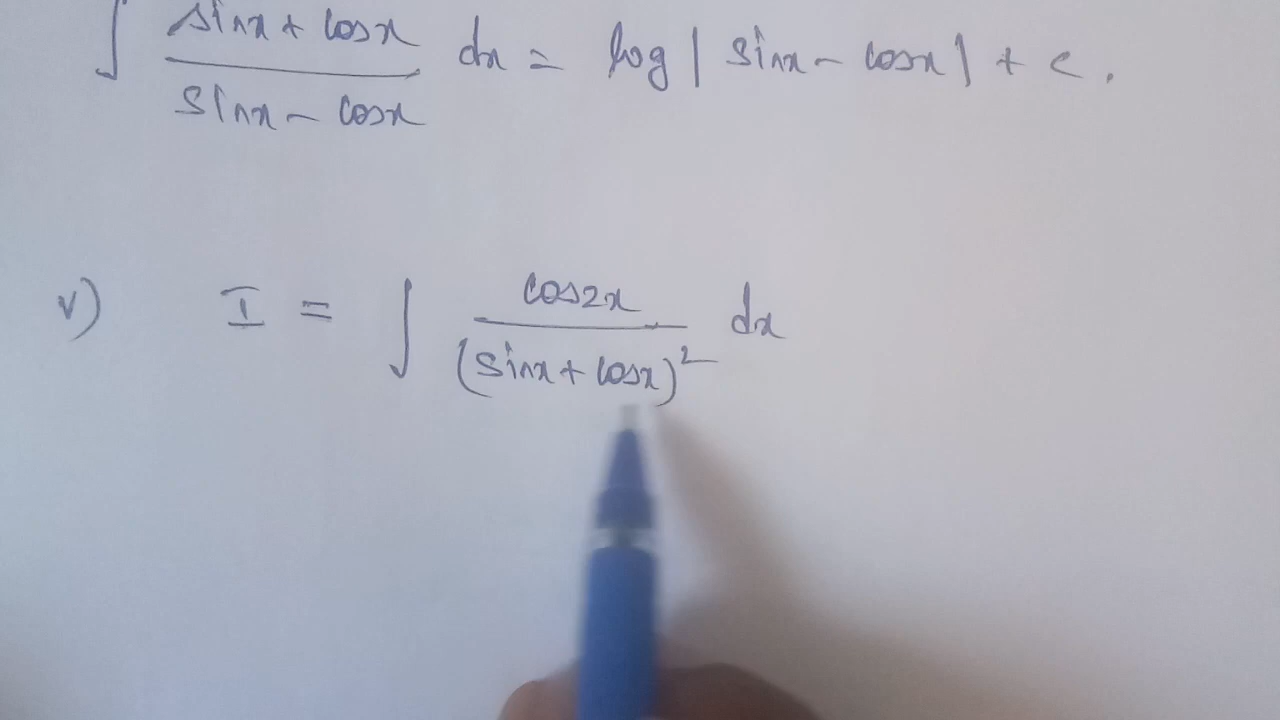 ∫ (sinx + cosx)/(sinx - cosx) dx = log | sinx - cosx | + c .
v) I = ∫ cos2x/(sinx + cosx)² dx